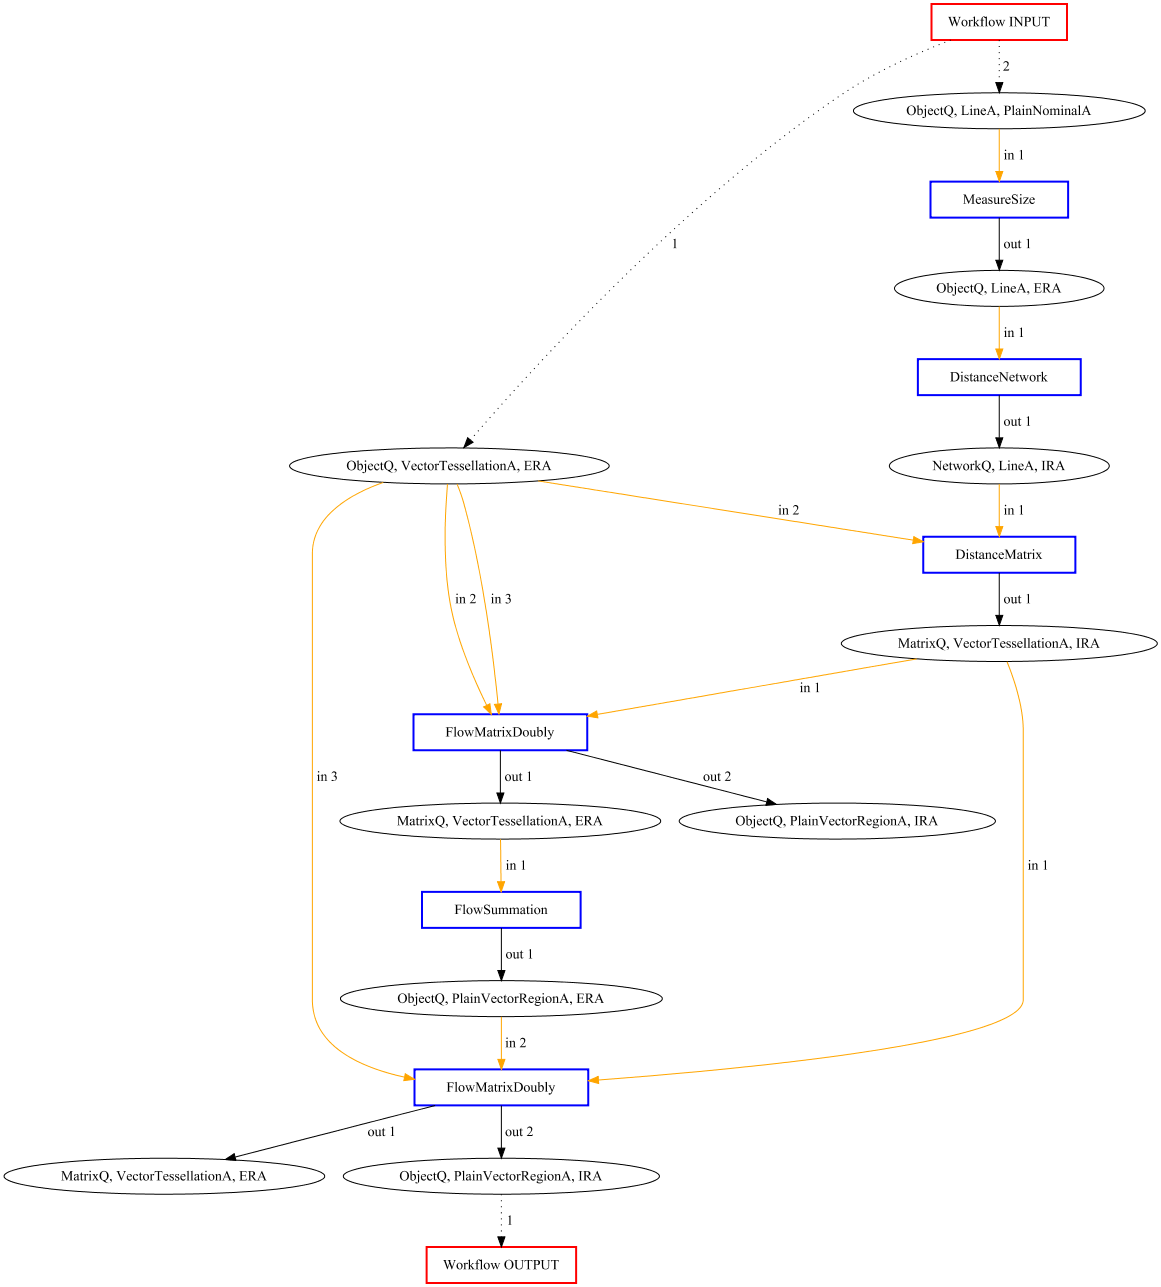 Workflow INPUT
2
ObjectQ, LineA, PlainNominalA
in 1
MeasureSize
1
out 1
ObjectQ, LineA, ERA
in 1
DistanceNetwork
out 1
ObjectQ, VectorTessellationA, ERA
NetworkQ, LineA, IRA
in 2
in 1
DistanceMatrix
in 2
in 3
out 1
MatrixQ, VectorTessellationA, IRA
in 1
FlowMatrixDoubly
in 3
out 1
out 2
MatrixQ, VectorTessellationA, ERA
ObjectQ, PlainVectorRegionA, IRA
in 1
in 1
FlowSummation
out 1
ObjectQ, PlainVectorRegionA, ERA
in 2
FlowMatrixDoubly
out 1
out 2
MatrixQ, VectorTessellationA, ERA
ObjectQ, PlainVectorRegionA, IRA
1
Workflow OUTPUT